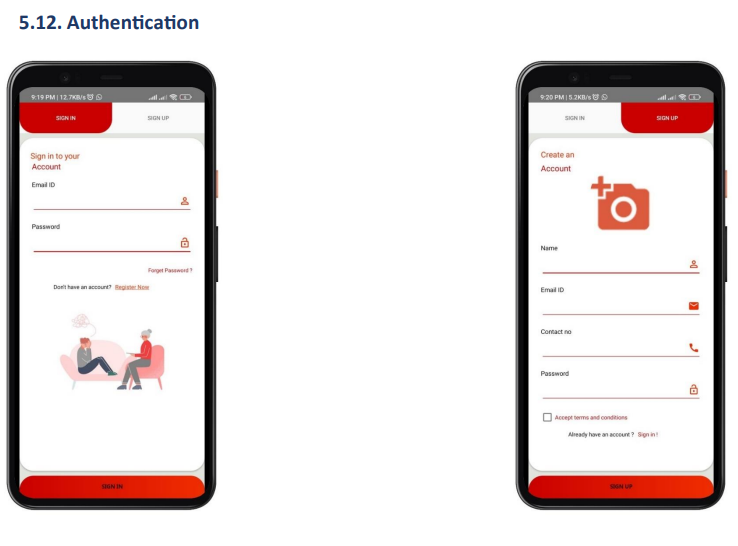 5.12. Authentication
9:19 PM | 12.7KB/s
SIGN IN
SIGN UP
Sign in to your
Account
Email ID
Password
Forget Password ?
Don't have an account? Register Now
SIGN IN
9:20 PM | 5.2KB/s
SIGN IN
SIGN UP
Create an
Account
Name
Email ID
Contact no
Password
Accept terms and conditions
Already have an account ? Sign in !
SIGN UP